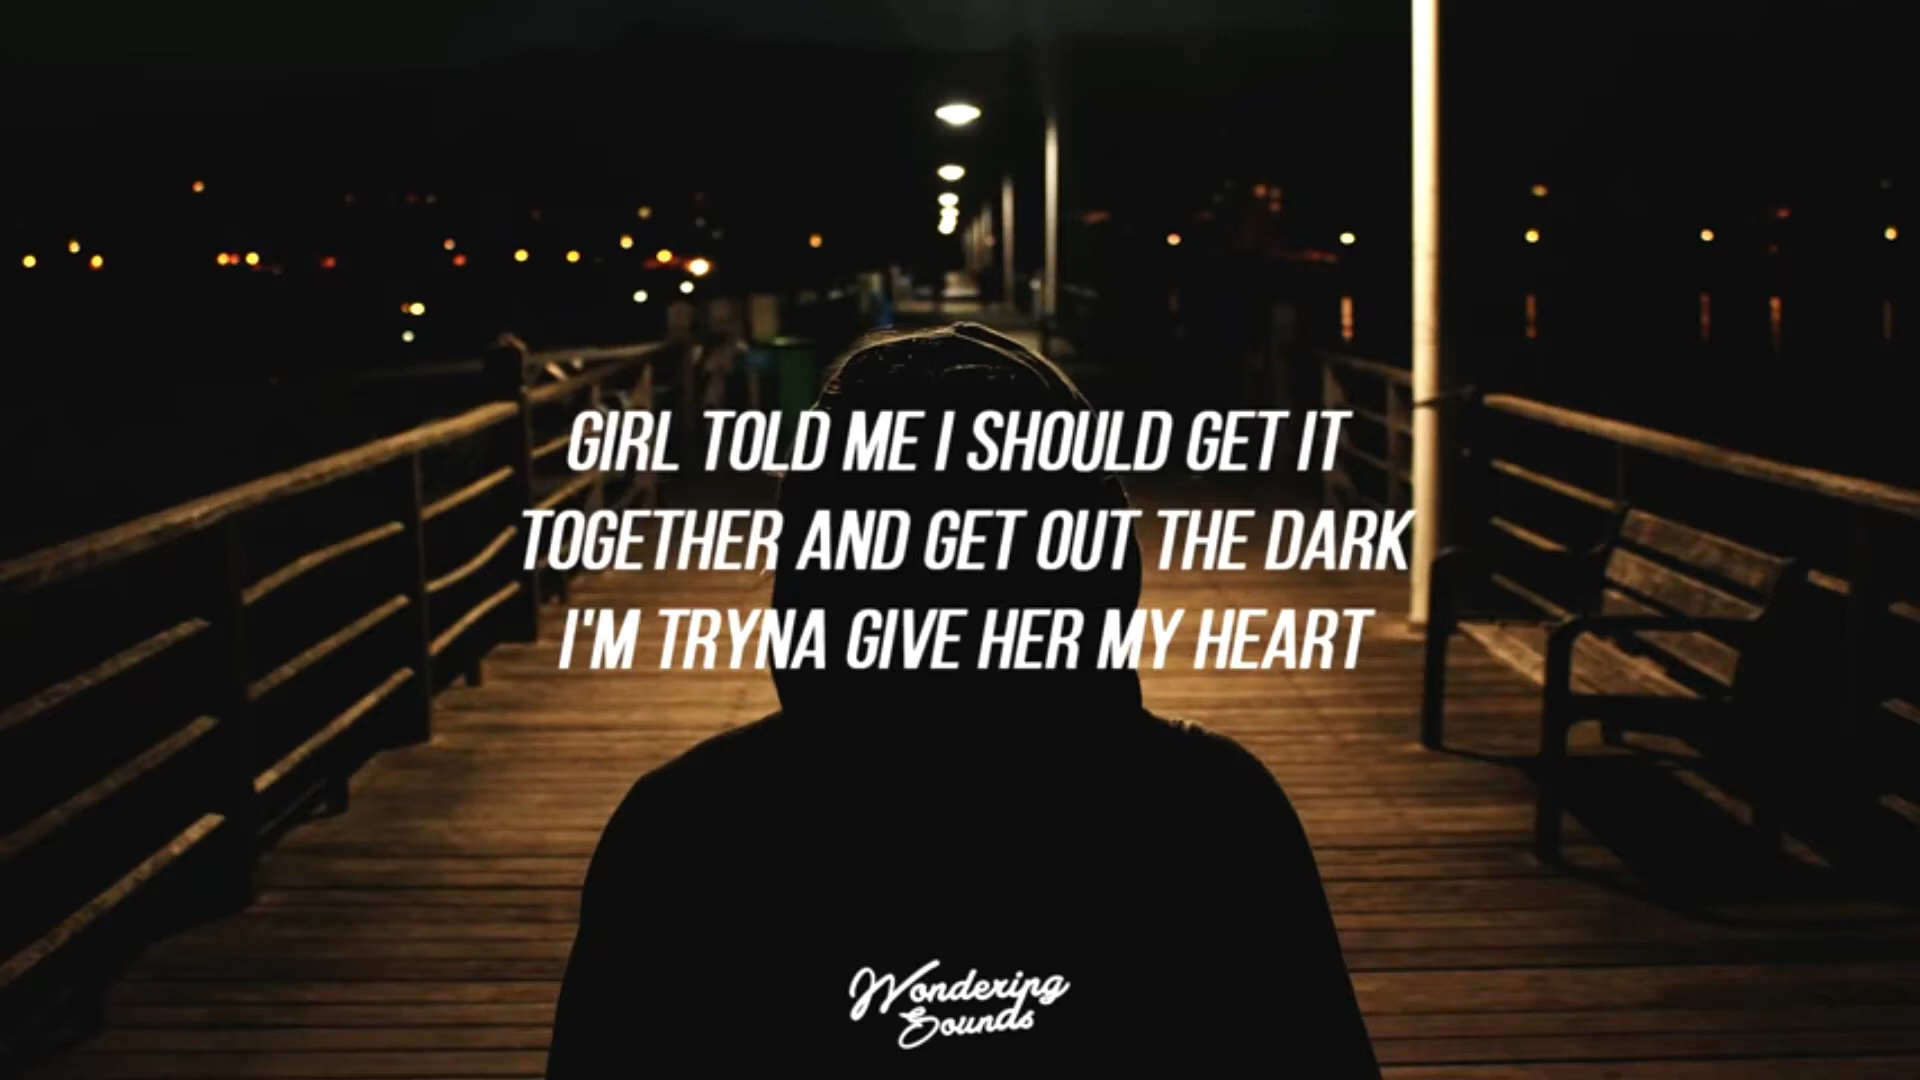 GIRL TOLD ME I SHOULD GET IT
TOGETHER AND GET OUT THE DARK
I'M TRYNA GIVE HER MY HEART
Wondering
Sounds